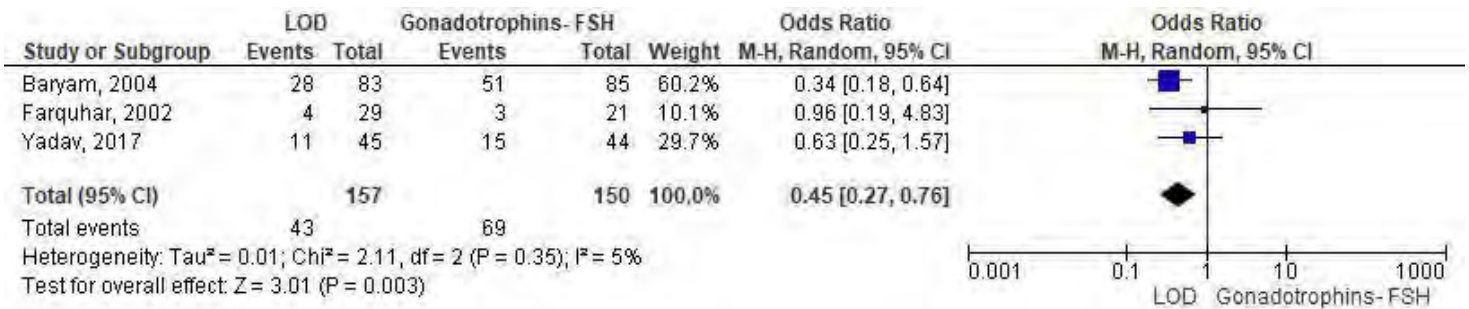 LOD Gonadotrophins- FSH Odds Ratio Odds Ratio
Study or Subgroup Events Total Events Total Weight M-H, Random, 95% CI M-H, Random, 95% CI
Baryam, 2004 28 83 51 85 60.2% 0.34 [0.18, 0.64]
Farquhar, 2002 4 29 3 21 10.1% 0.96 [0.19, 4.83]
Yadav, 2017 11 45 15 44 29.7% 0.63 [0.25, 1.57]
Total (95% CI) 157 150 100,0% 0.45 [0.27, 0.76]
Total events 43 69
Heterogeneity: Tau² = 0.01; Chi² = 2.11, df = 2 (P = 0.35); I² = 5%
Test for overall effect: Z = 3.01 (P = 0.003)
0.001 0.1 1 10 1000
LOD Gonadotrophins- FSH